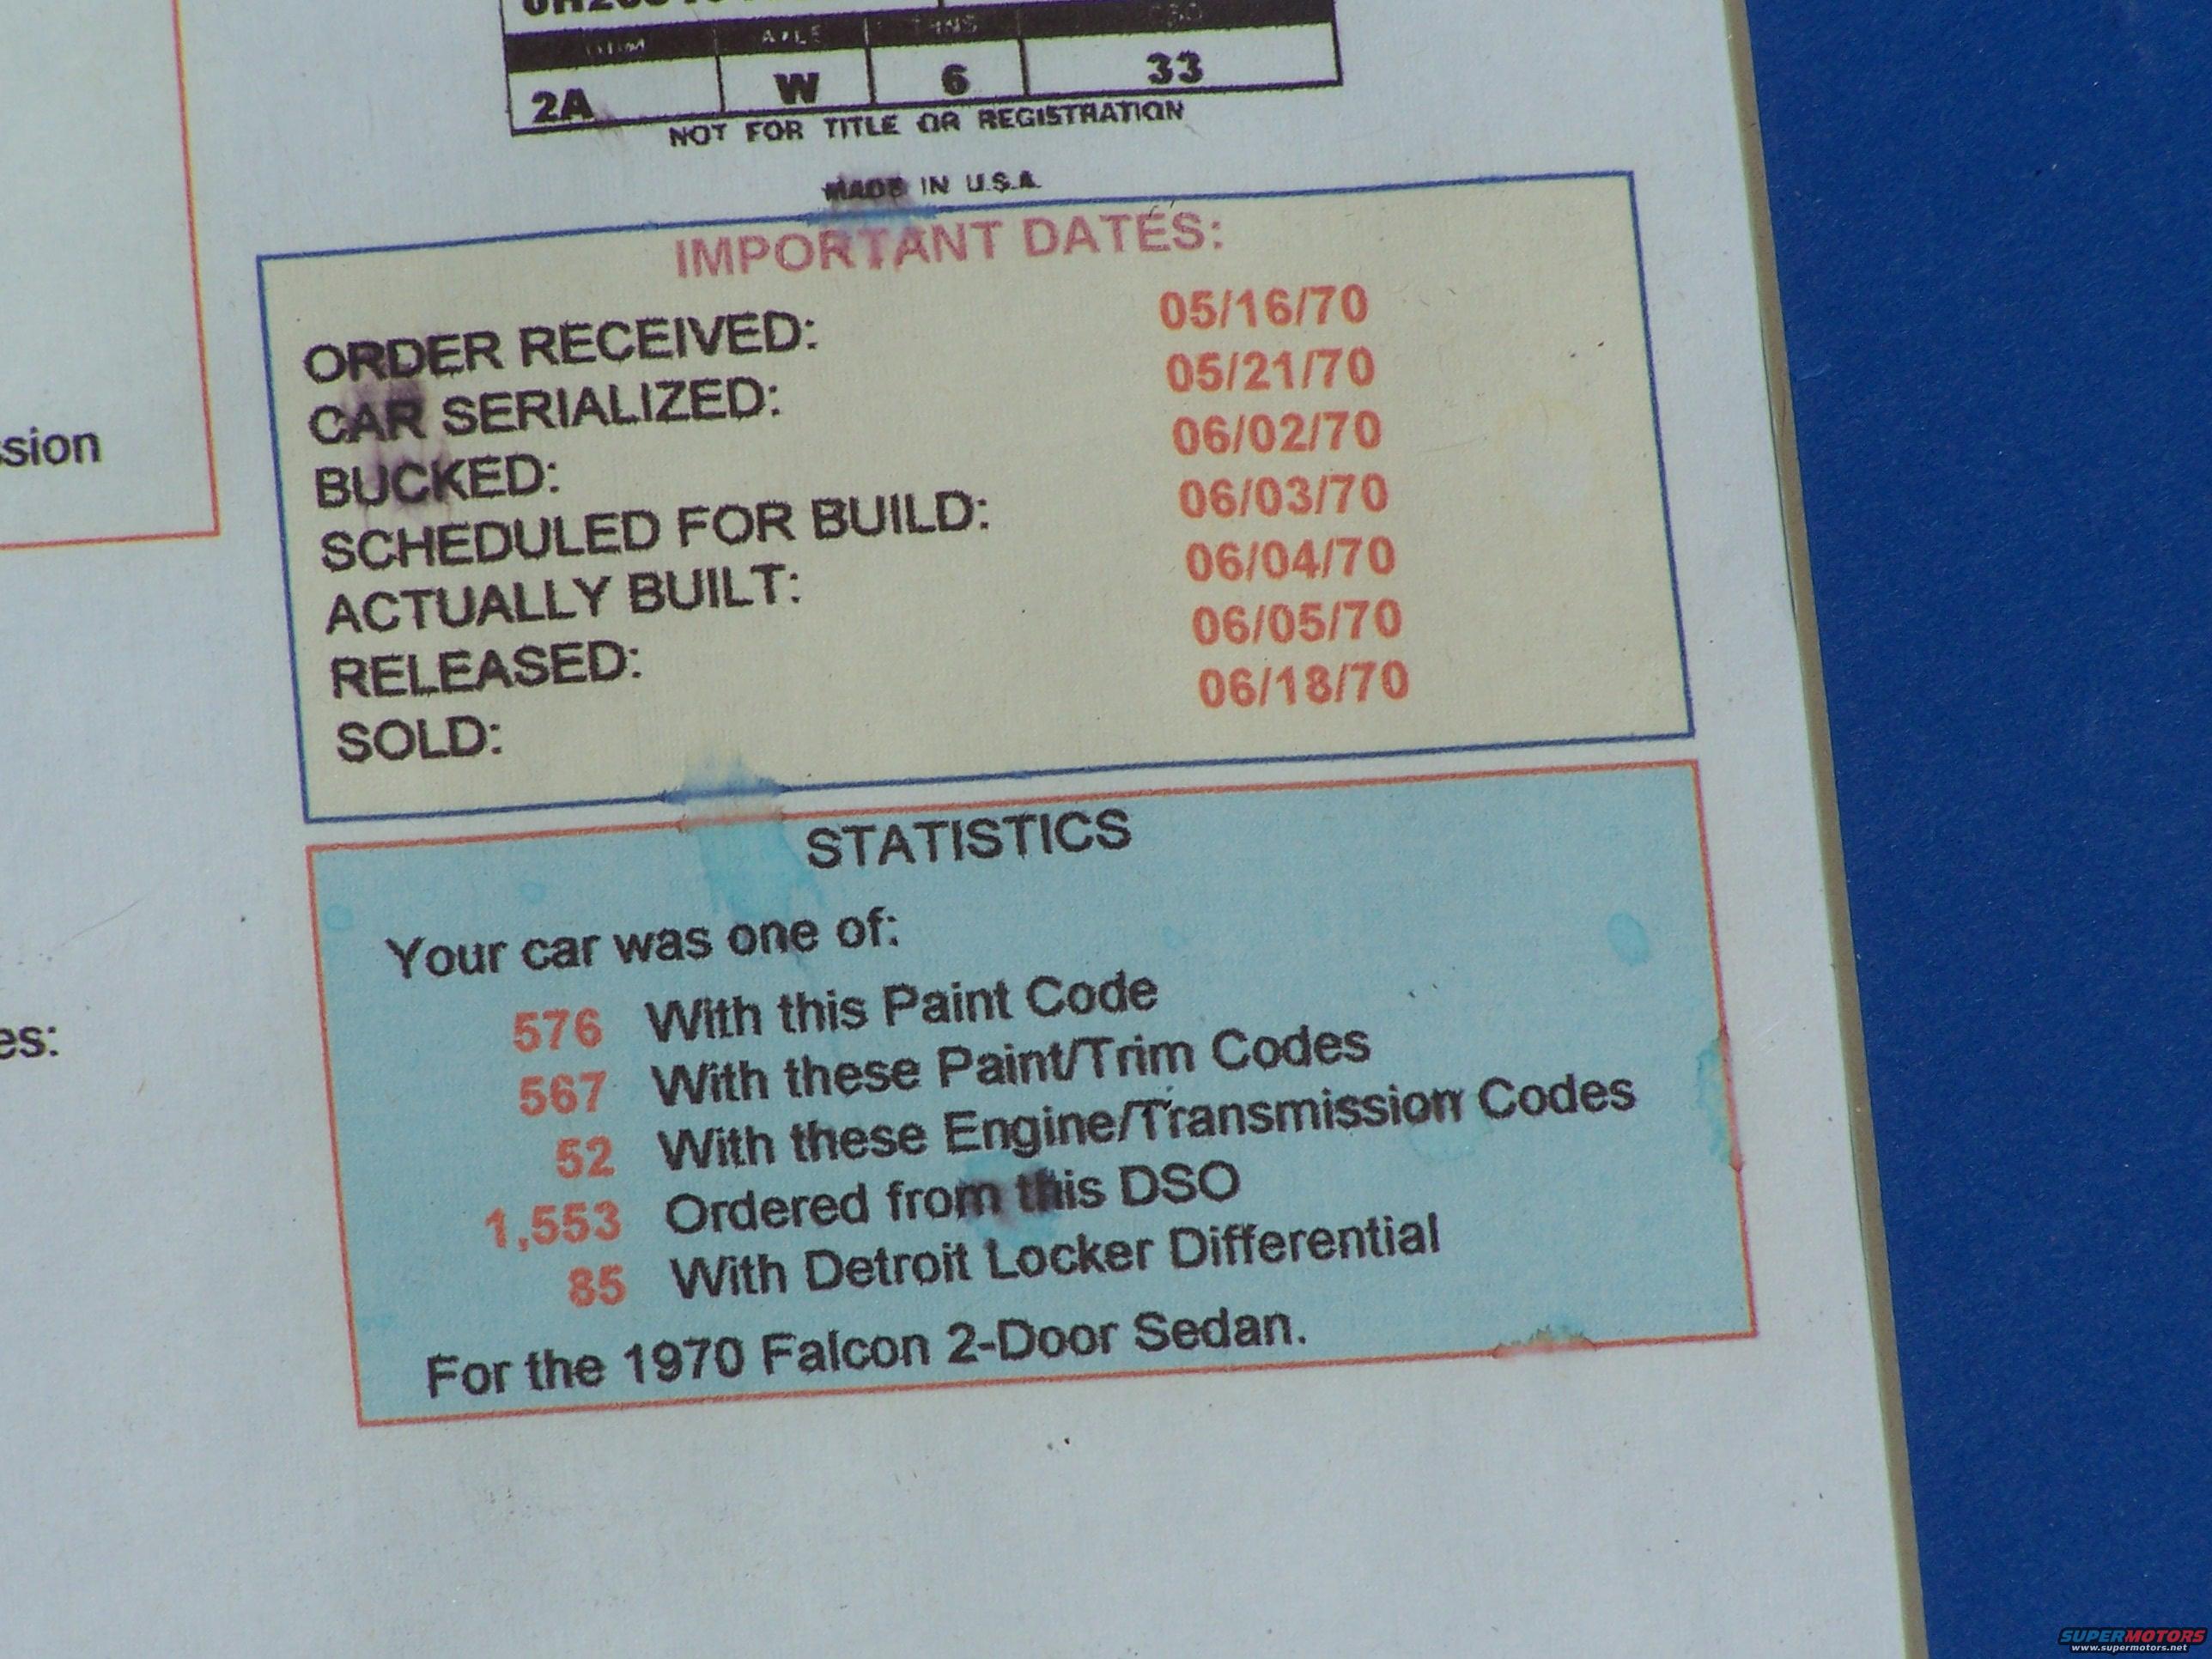 TRIM AXLE TRNS DSO
2A W 6 33
NOT FOR TITLE OR REGISTRATION
MADE IN U.S.A.
IMPORTANT DATES:
ORDER RECEIVED: 05/16/70
CAR SERIALIZED: 05/21/70
BUCKED: 06/02/70
SCHEDULED FOR BUILD: 06/03/70
ACTUALLY BUILT: 06/04/70
RELEASED: 06/05/70
SOLD: 06/18/70
ssion
STATISTICS
Your car was one of:
576 With this Paint Code
567 With these Paint/Trim Codes
52 With these Engine/Transmission Codes
1,553 Ordered from this DSO
85 With Detroit Locker Differential
For the 1970 Falcon 2-Door Sedan.
es:
SUPERMOTORS
www.supermotors.net